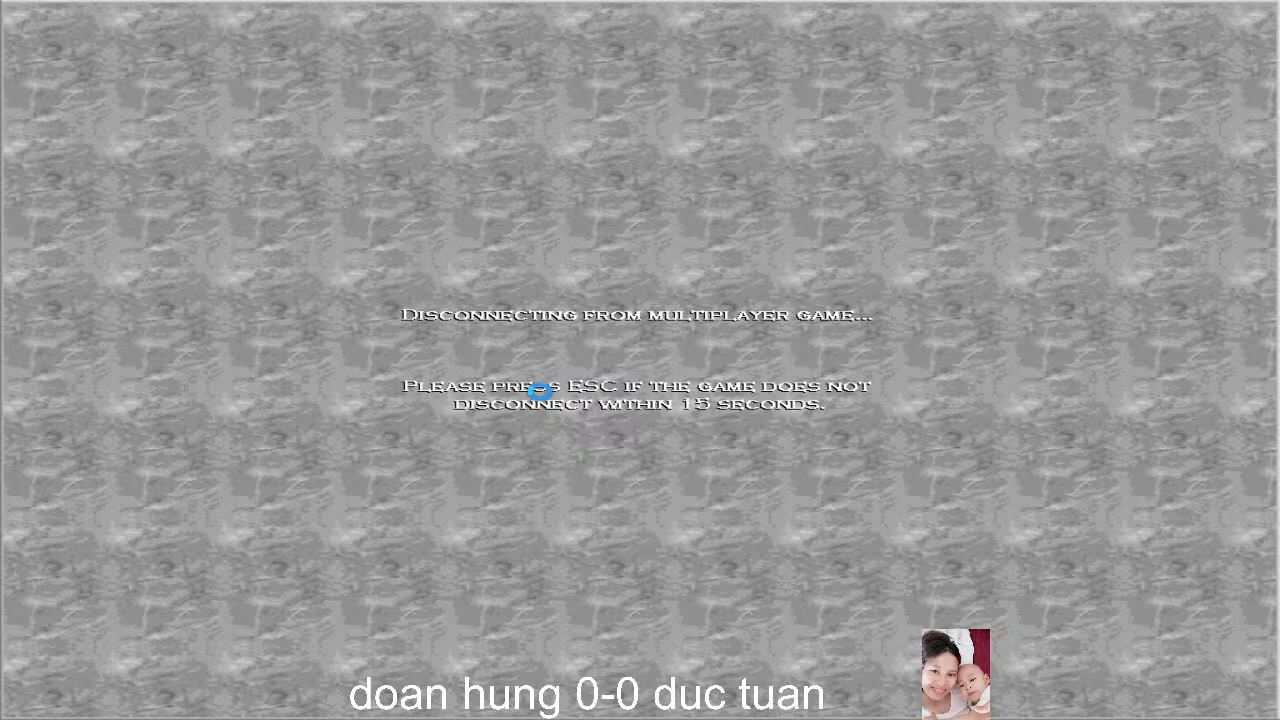 Disconnecting from multiplayer game...
Please press ESC if the game does not
disconnect within 15 seconds.
doan hung 0-0 duc tuan